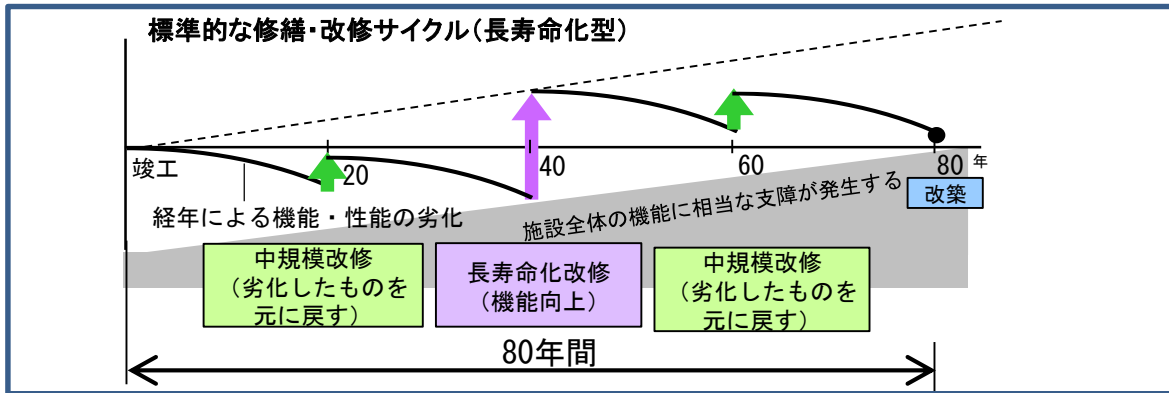 標準的な修繕・改修サイクル(長寿命化型)
竣工
20
40
60
80
年
経年による機能・性能の劣化
施設全体の機能に相当な支障が発生する
改築
中規模改修
(劣化したものを
元に戻す)
長寿命化改修
(機能向上)
中規模改修
(劣化したものを
元に戻す)
80年間